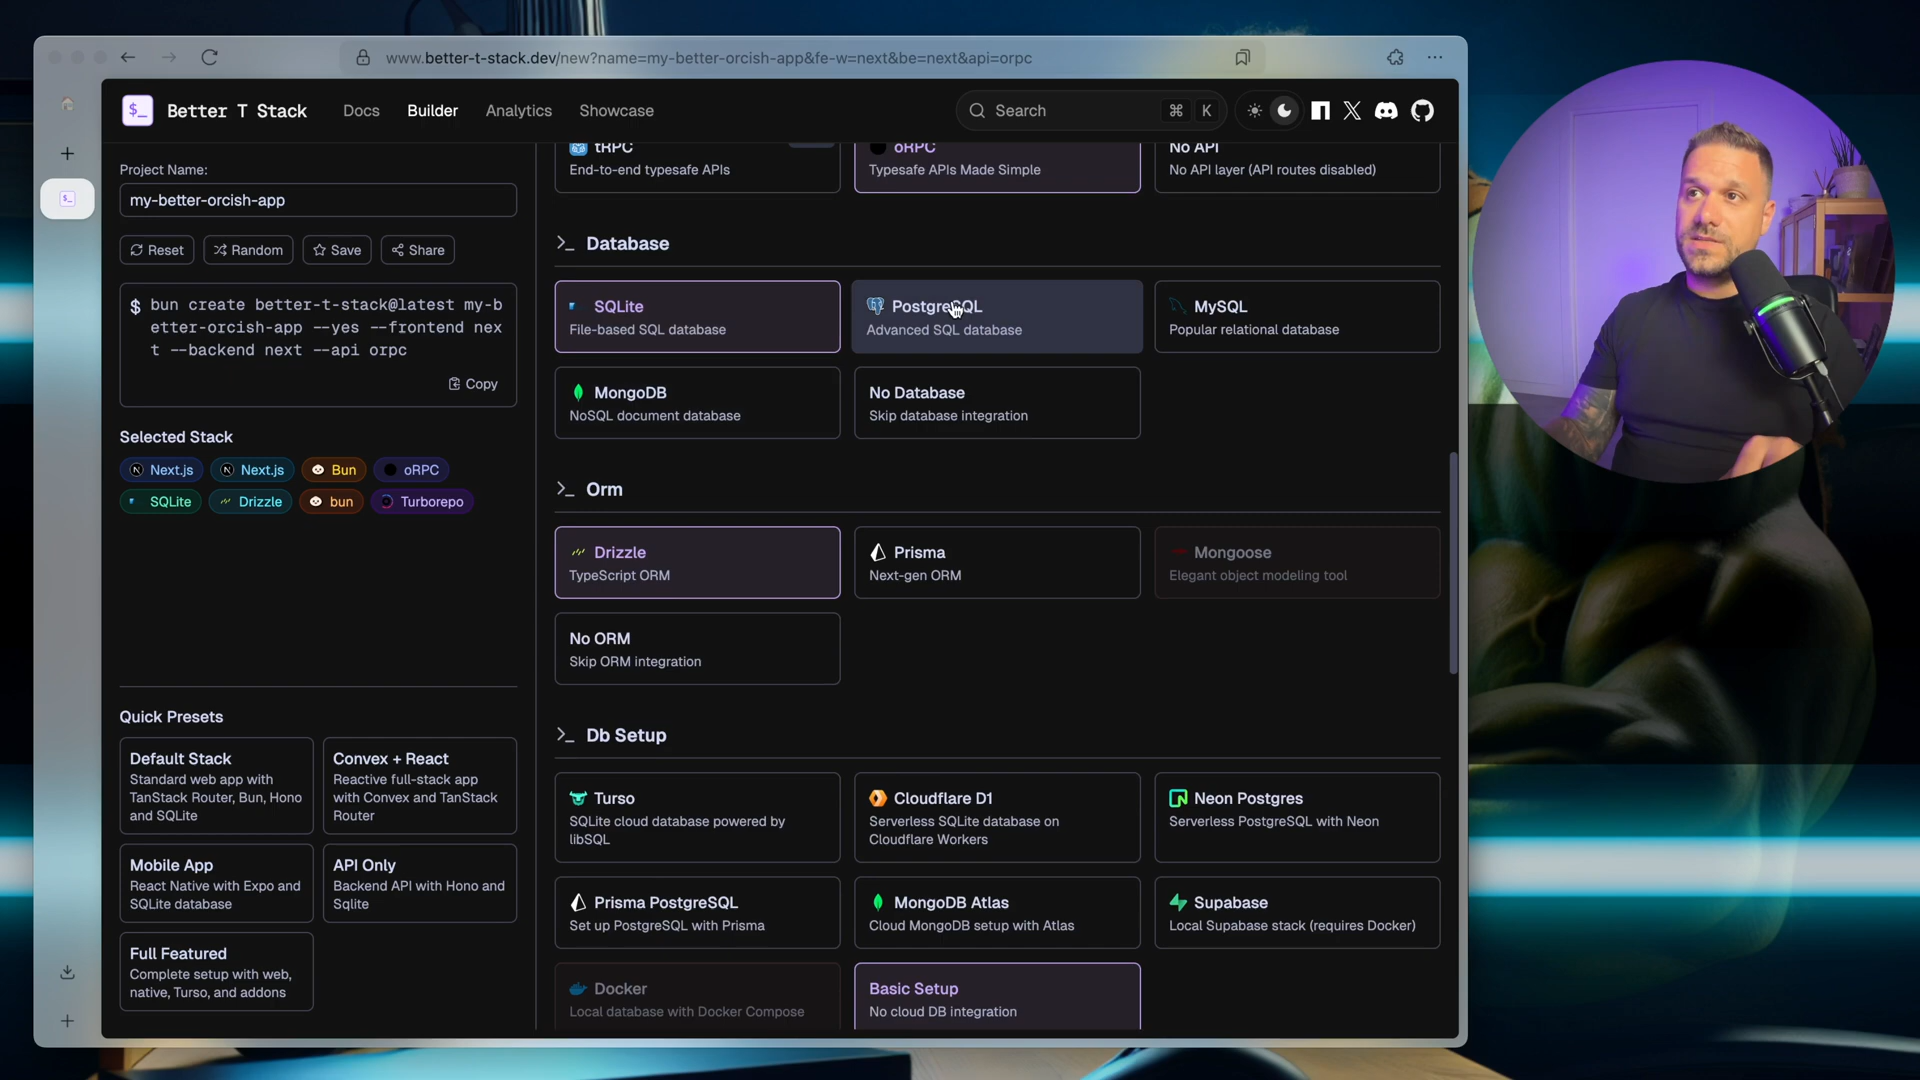 www.better-t-stack.dev/new?name=my-better-orcish-app&fe-w=next&be=next&api=orpc
$_
Better T Stack
Docs
Builder
Analytics
Showcase
Search
⌘
K
$_
Project Name:
my-better-orcish-app
Reset
Random
Save
Share
$ bun create better-t-stack@latest my-b
etter-orcish-app --yes --frontend nex
t --backend next --api orpc
Copy
Selected Stack
Next.js
Next.js
Bun
oRPC
SQLite
Drizzle
bun
Turborepo
Quick Presets
Default Stack
Standard web app with
TanStack Router, Bun, Hono
and SQLite
Convex + React
Reactive full-stack app
with Convex and TanStack
Router
Mobile App
React Native with Expo and
SQLite database
API Only
Backend API with Hono and
Sqlite
Full Featured
Complete setup with web,
native, Turso, and addons
tRPC
End-to-end typesafe APIs
oRPC
Typesafe APIs Made Simple
No API
No API layer (API routes disabled)
>_ Database
SQLite
File-based SQL database
PostgreSQL
Advanced SQL database
MySQL
Popular relational database
MongoDB
NoSQL document database
No Database
Skip database integration
>_ Orm
Drizzle
TypeScript ORM
Prisma
Next-gen ORM
Mongoose
Elegant object modeling tool
No ORM
Skip ORM integration
>_ Db Setup
Turso
SQLite cloud database powered by
libSQL
Cloudflare D1
Serverless SQLite database on
Cloudflare Workers
Neon Postgres
Serverless PostgreSQL with Neon
Prisma PostgreSQL
Set up PostgreSQL with Prisma
MongoDB Atlas
Cloud MongoDB setup with Atlas
Supabase
Local Supabase stack (requires Docker)
Docker
Local database with Docker Compose
Basic Setup
No cloud DB integration